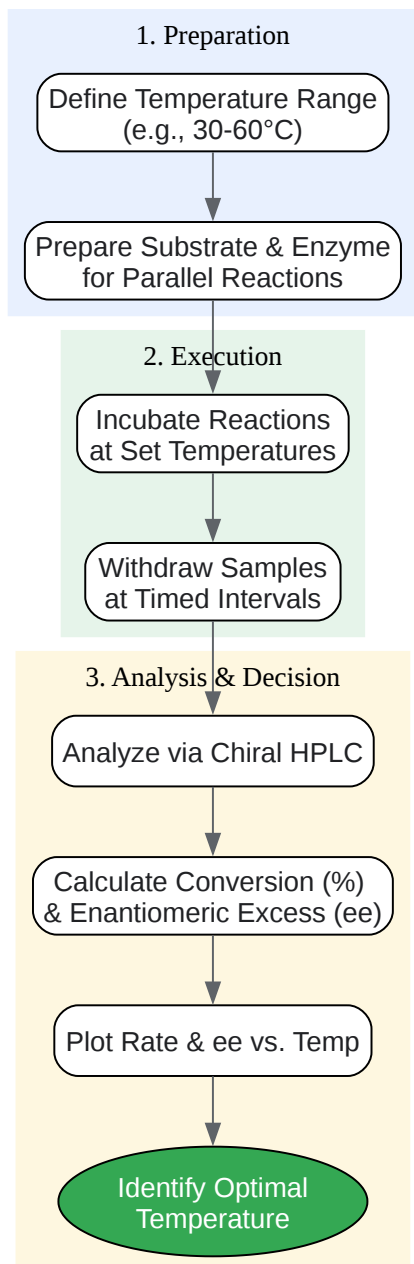 1. Preparation
Define Temperature Range
(e.g., 30-60°C)
Prepare Substrate & Enzyme
for Parallel Reactions
2. Execution
Incubate Reactions
at Set Temperatures
Withdraw Samples
at Timed Intervals
3. Analysis & Decision
Analyze via Chiral HPLC
Calculate Conversion (%)
& Enantiomeric Excess (ee)
Plot Rate & ee vs. Temp
Identify Optimal
Temperature